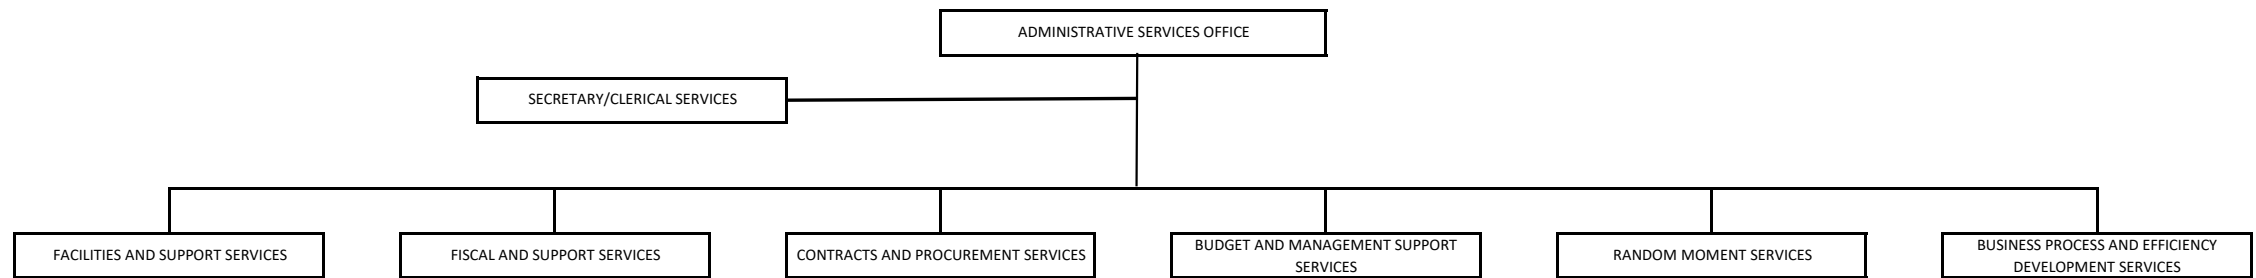 ADMINISTRATIVE SERVICES OFFICE
SECRETARY/CLERICAL SERVICES
FACILITIES AND SUPPORT SERVICES
FISCAL AND SUPPORT SERVICES
CONTRACTS AND PROCUREMENT SERVICES
BUDGET AND MANAGEMENT SUPPORT
SERVICES
RANDOM MOMENT SERVICES
BUSINESS PROCESS AND EFFICIENCY
DEVELOPMENT SERVICES